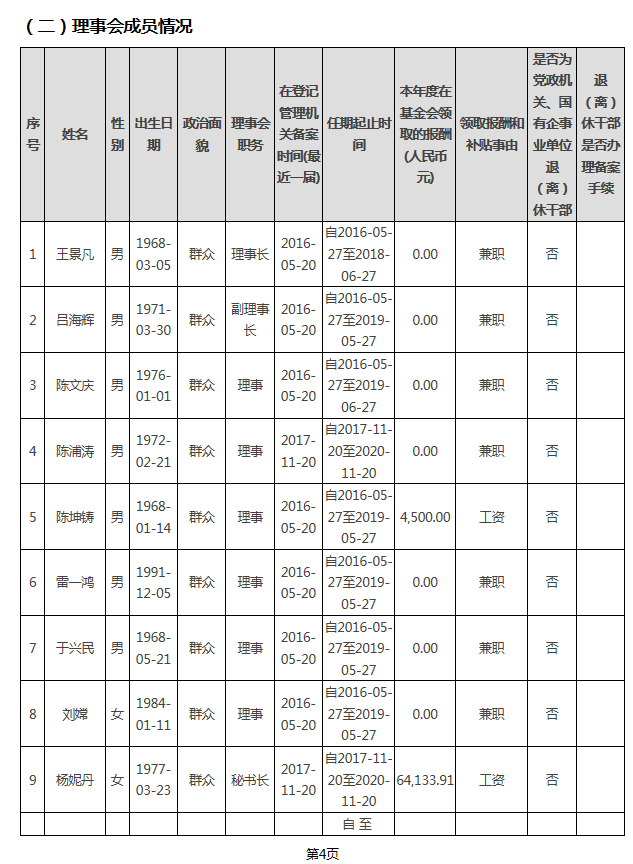 （二）理事会成员情况
序号 姓名 性别 出生日期 政治面貌 理事会职务 在登记管理机关备案时间(最近一届) 任期起止时间 本年度在基金会领取的报酬(人民币元) 领取报酬和补贴事由 是否为党政机关、国有企事业单位退（离）休干部 退（离）休干部是否办理备案手续
1 王景凡 男 1968-03-05 群众 理事长 2016-05-20 自2016-05-27至2018-06-27 0.00 兼职 否
2 吕海辉 男 1971-03-30 群众 副理事长 2016-05-20 自2016-05-27至2019-05-27 0.00 兼职 否
3 陈文庆 男 1976-01-01 群众 理事 2016-05-20 自2016-05-27至2019-06-27 0.00 兼职 否
4 陈浦涛 男 1972-02-21 群众 理事 2017-11-20 自2017-11-20至2020-11-20 0.00 兼职 否
5 陈坤铸 男 1968-01-14 群众 理事 2016-05-20 自2016-05-27至2019-05-27 4,500.00 工资 否
6 雷一鸿 男 1991-12-05 群众 理事 2016-05-20 自2016-05-27至2019-05-27 0.00 兼职 否
7 于兴民 男 1968-05-21 群众 理事 2016-05-20 自2016-05-27至2019-05-27 0.00 兼职 否
8 刘嫦 女 1984-01-11 群众 理事 2016-05-20 自2016-05-27至2019-05-27 0.00 兼职 否
9 杨妮丹 女 1977-03-23 群众 秘书长 2017-11-20 自2017-11-20至2020-11-20 64,133.91 工资 否
自 至
第4页